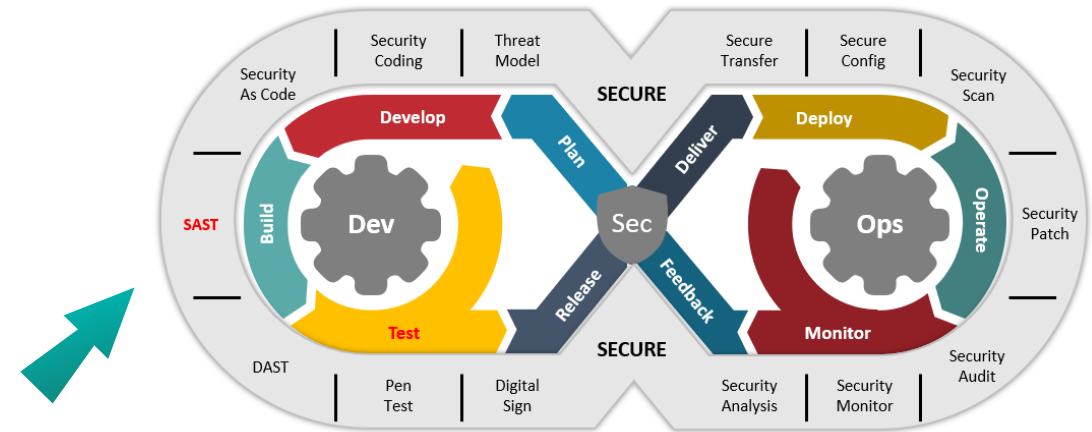 Security
Coding
Threat
Model
Secure
Transfer
Secure
Config
Security
As Code
SECURE
Security
Scan
Develop
Deploy
Plan
Deliver
SAST
Build
Dev
Sec
Ops
Operate
Security
Patch
Release
Feedback
Test
Monitor
DAST
SECURE
Security
Audit
Pen
Test
Digital
Sign
Security
Analysis
Security
Monitor